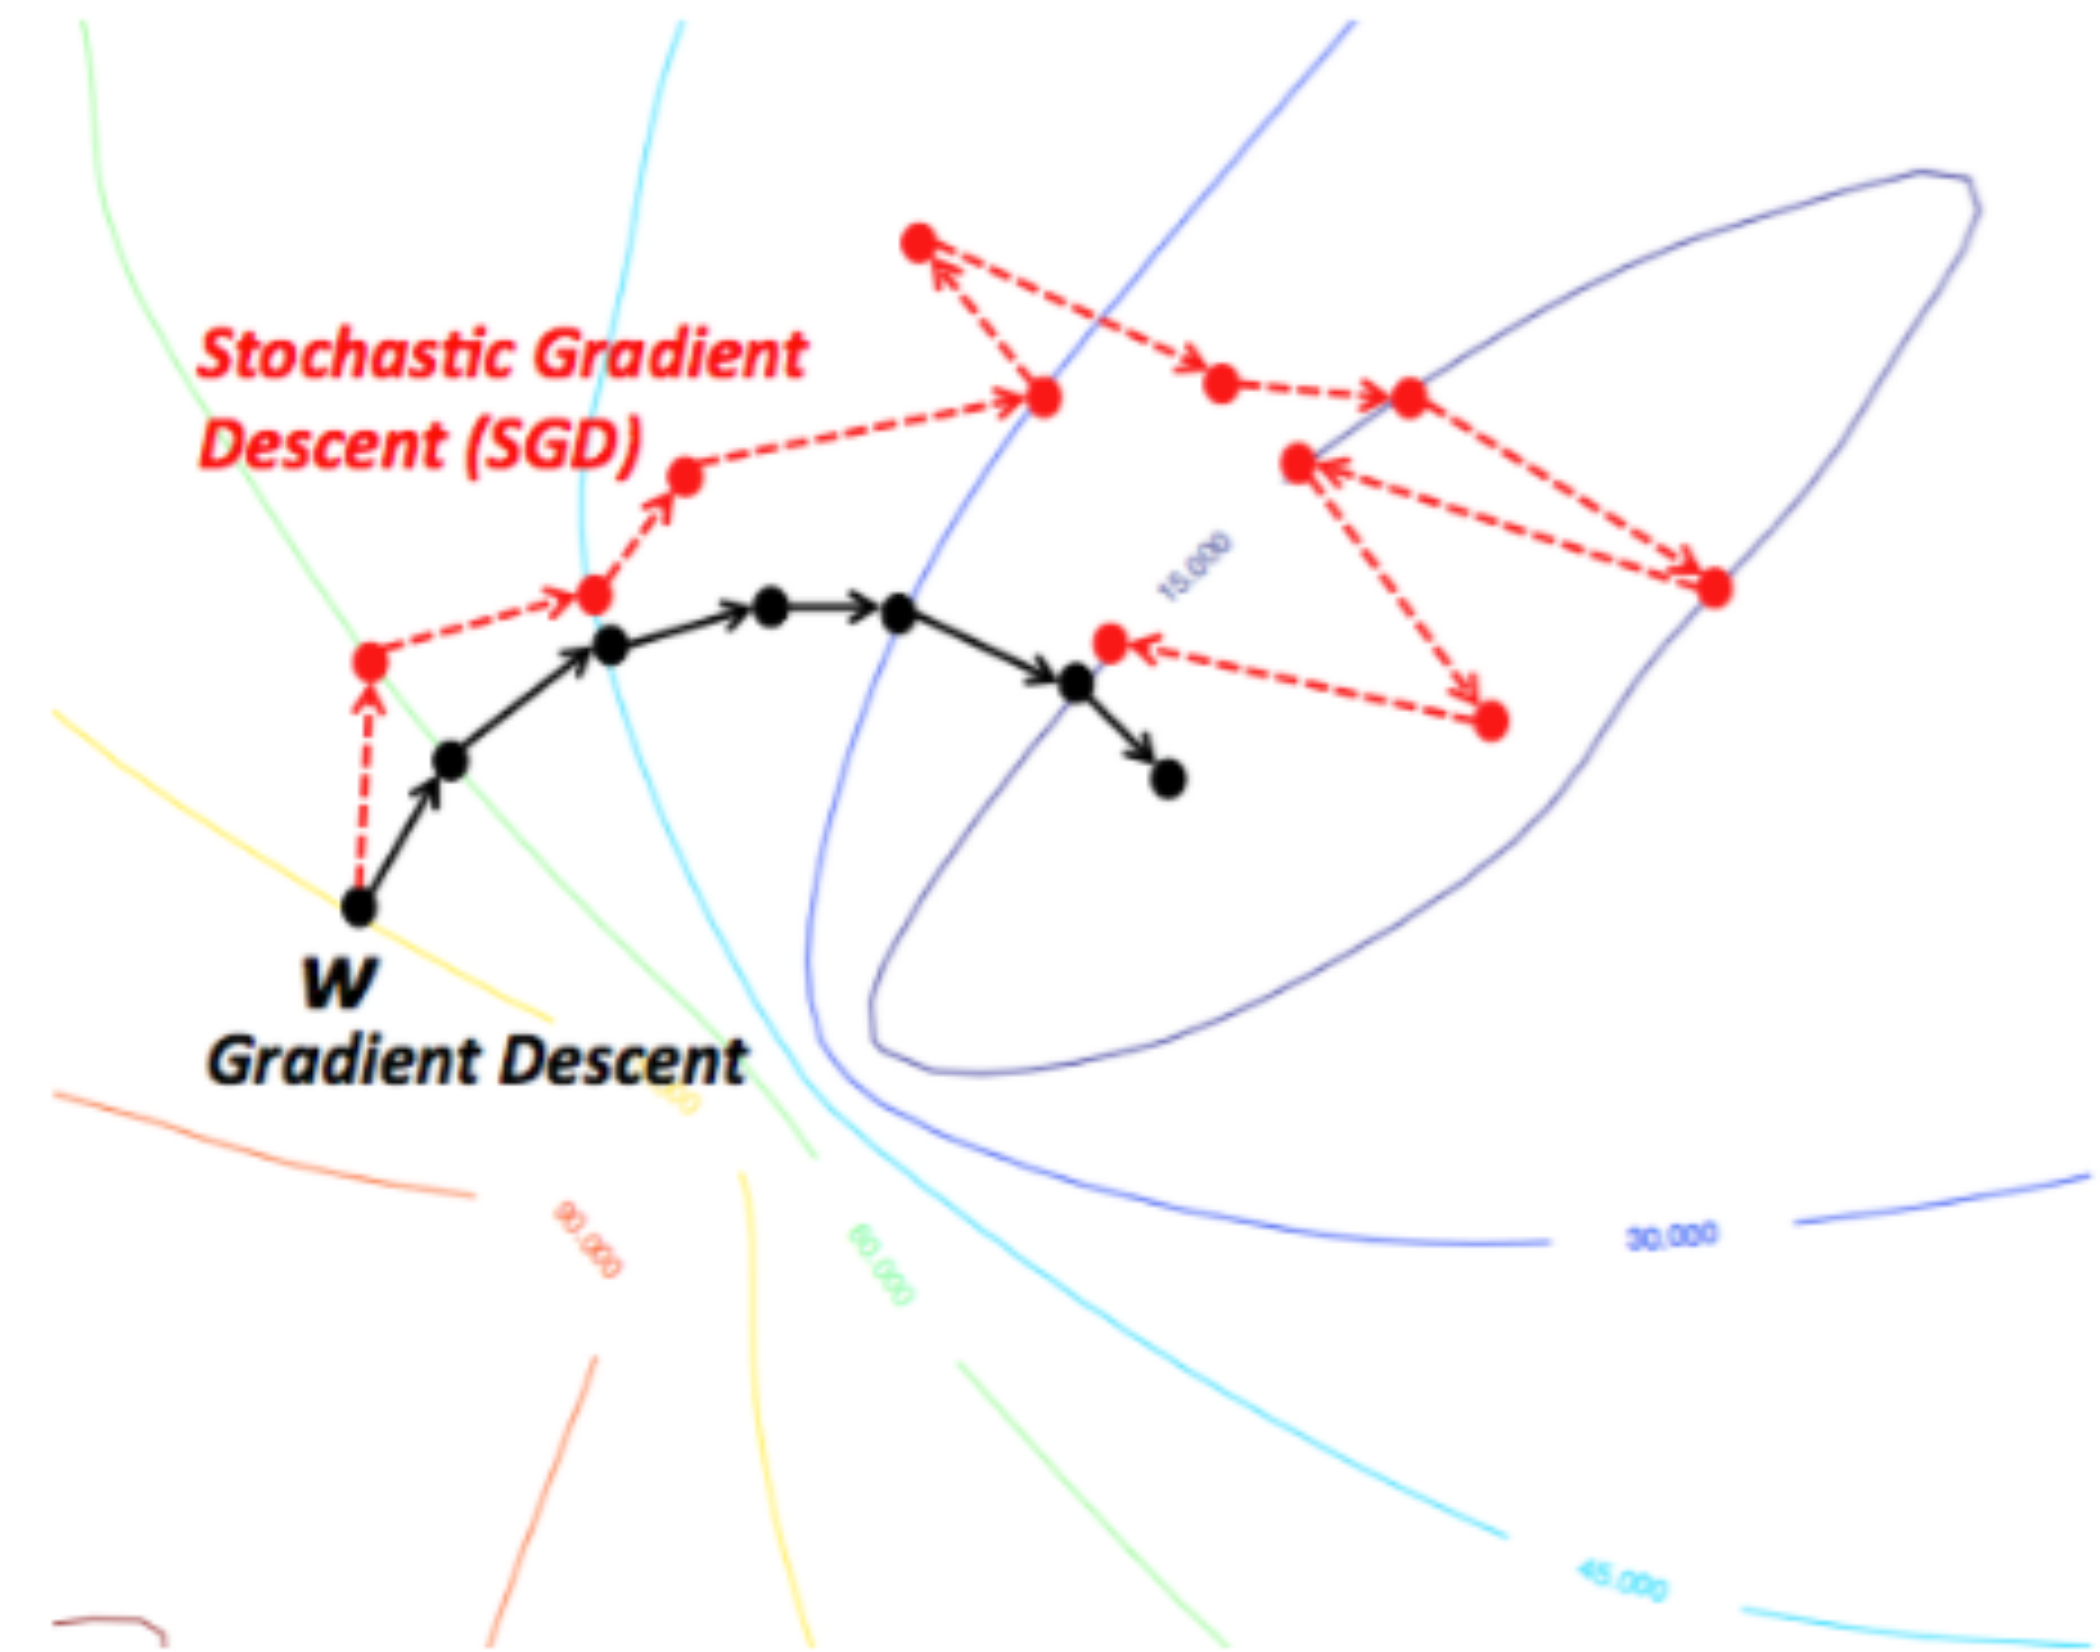 Stochastic Gradient
Descent (SGD)
15.000
W
Gradient Descent
90.000
60.000
30.000
45.000